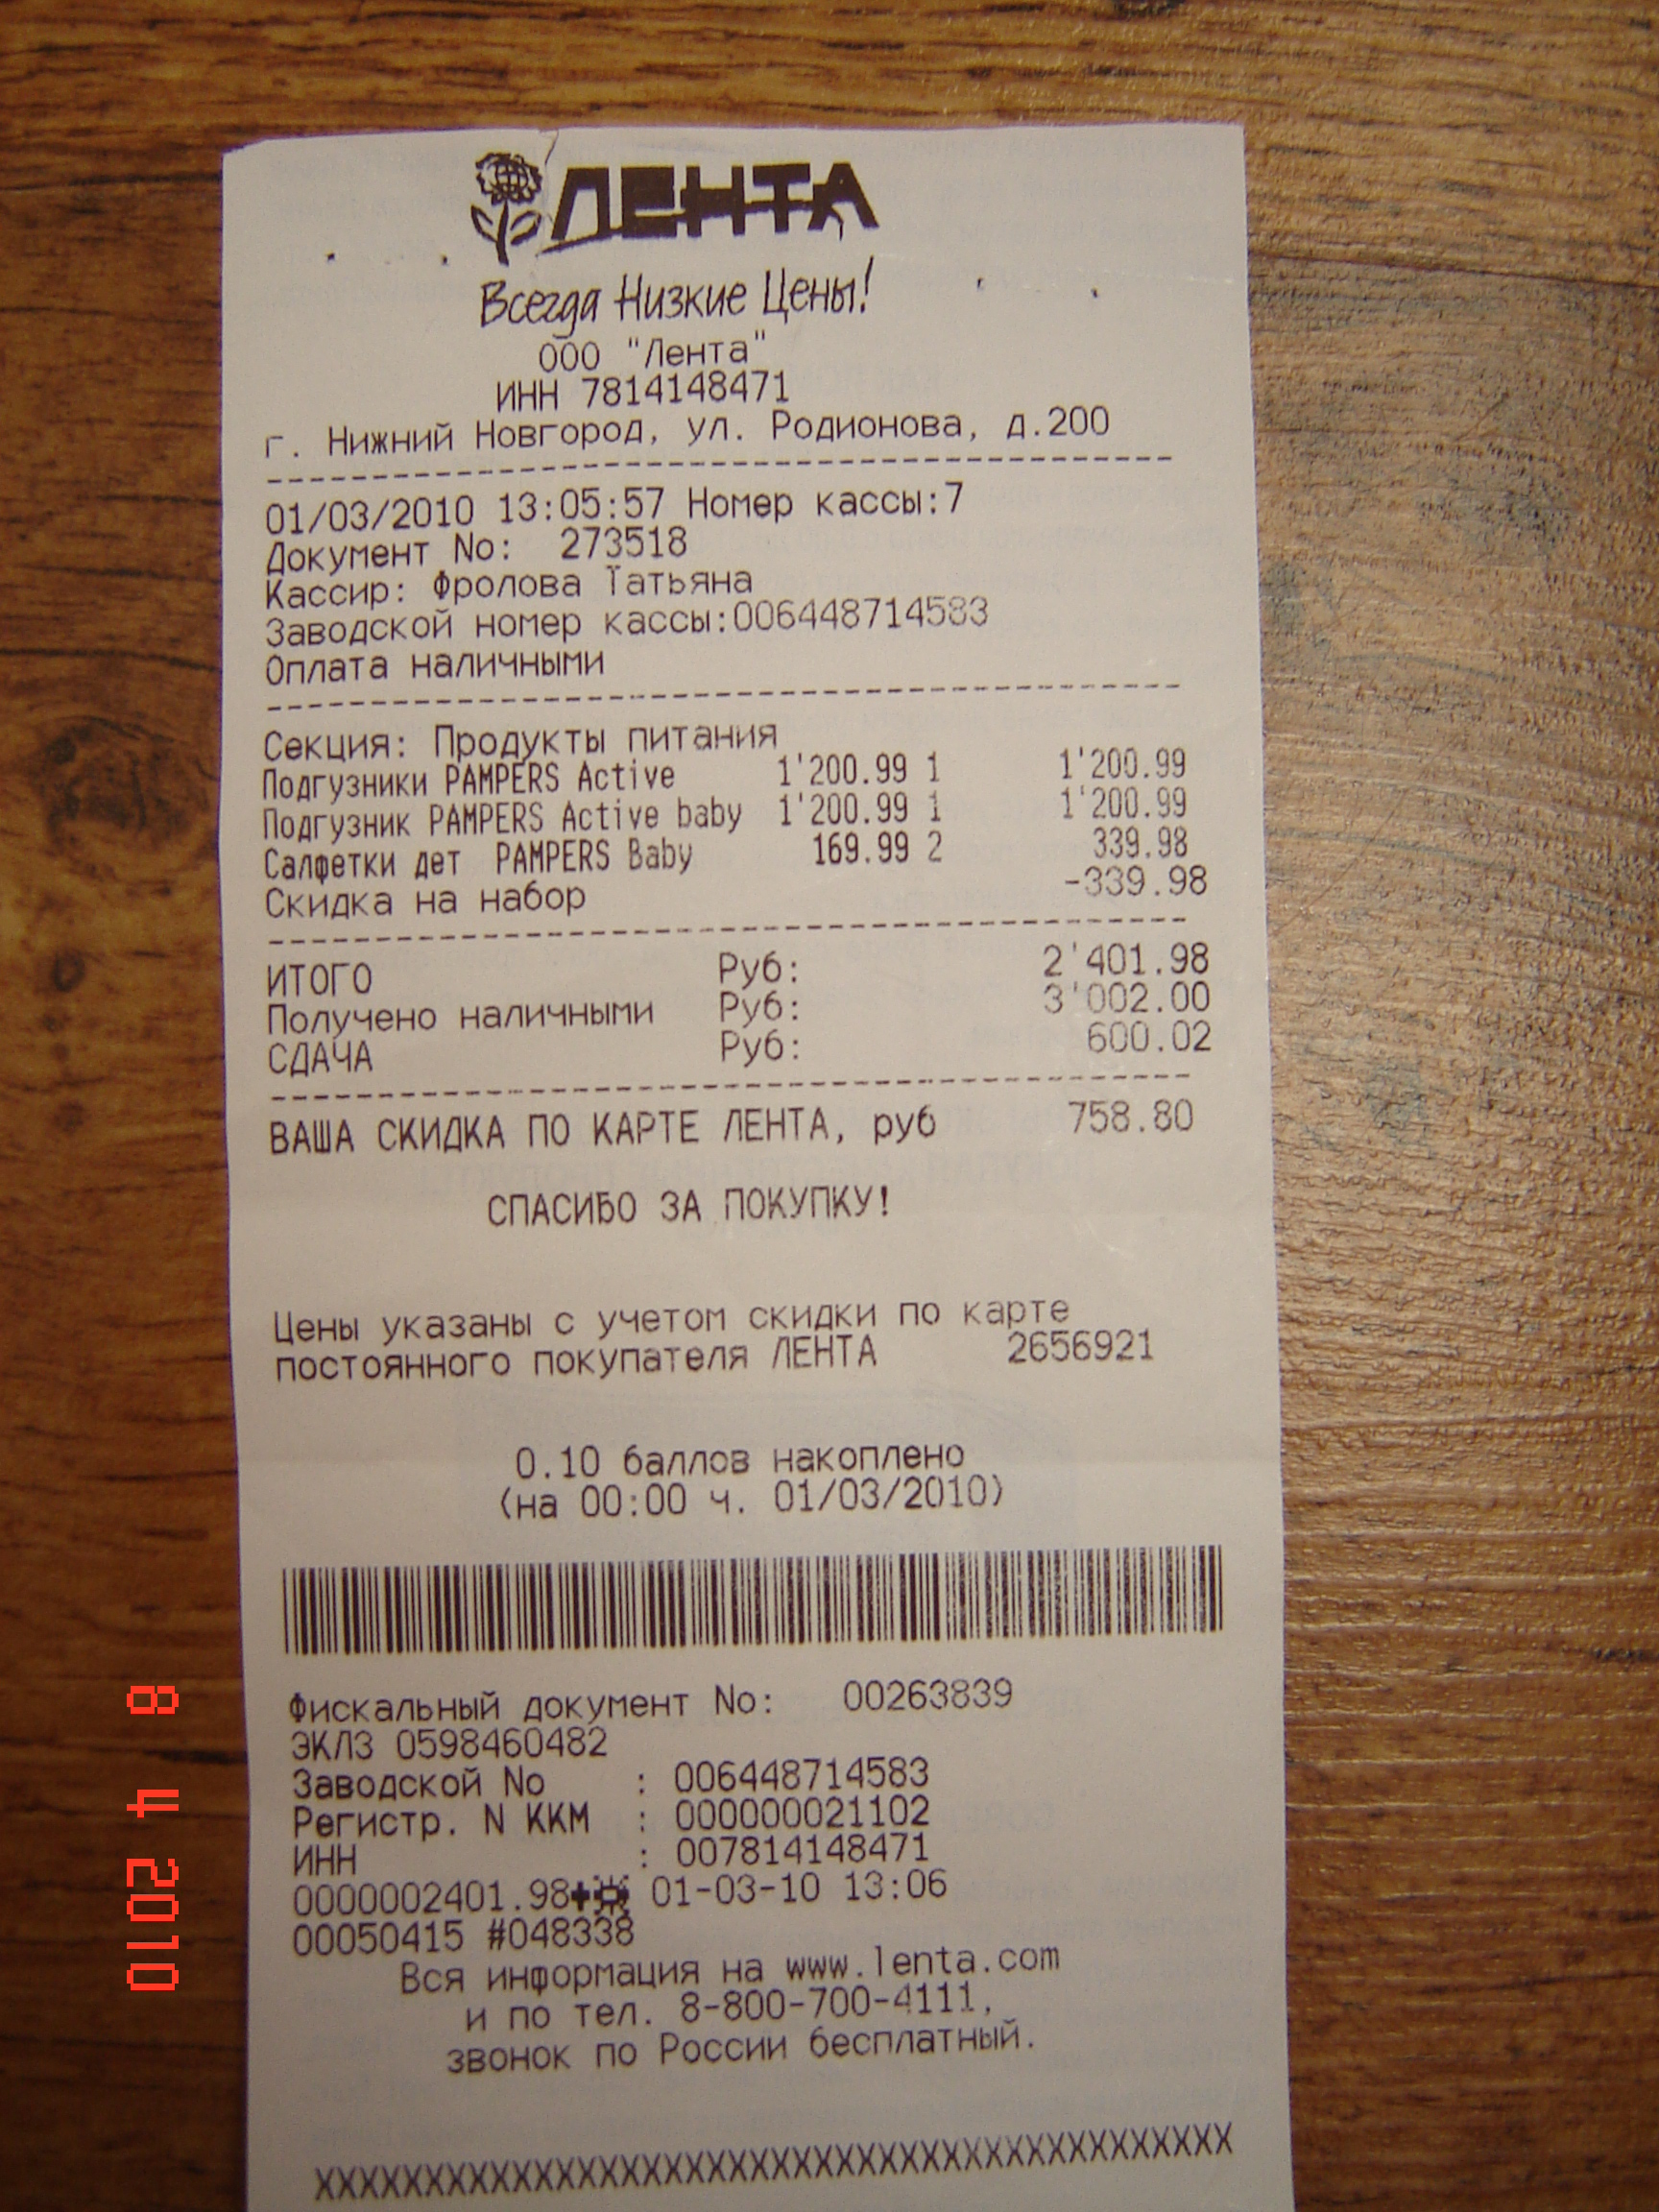 ЛЕНТА
Всегда Низкие Цены!
ООО "Лента"
ИНН 7814148471
г. Нижний Новгород, ул. Родионова, д.200
01/03/2010 13:05:57 Номер кассы:7
Документ No: 273518
Кассир: Фролова Татьяна
Заводской номер кассы:006448714583
Оплата наличными
Секция: Продукты питания
Подгузники PAMPERS Active 1'200.99 1 1'200.99
Подгузник PAMPERS Active baby 1'200.99 1 1'200.99
Салфетки дет PAMPERS Baby 169.99 2 339.98
Скидка на набор -339.98
ИТОГО Руб: 2'401.98
Получено наличными Руб: 3'002.00
СДАЧА Руб: 600.02
ВАША СКИДКА ПО КАРТЕ ЛЕНТА, руб 758.80
СПАСИБО ЗА ПОКУПКУ!
Цены указаны с учетом скидки по карте
постоянного покупателя ЛЕНТА 2656921
0.10 баллов накоплено
(на 00:00 ч. 01/03/2010)
Фискальный документ No: 00263839
ЭКЛЗ 0598460482
Заводской No : 006448714583
Регистр. N ККМ : 000000021102
ИНН : 007814148471
0000002401.98 01-03-10 13:06
00050415 #048338
Вся информация на www.lenta.com
и по тел. 8-800-700-4111,
звонок по России бесплатный.
XXXXXXXXXXXXXXXXXXXXXXXXXXXXXXXXXXXXXXXXXX
8 4 2010